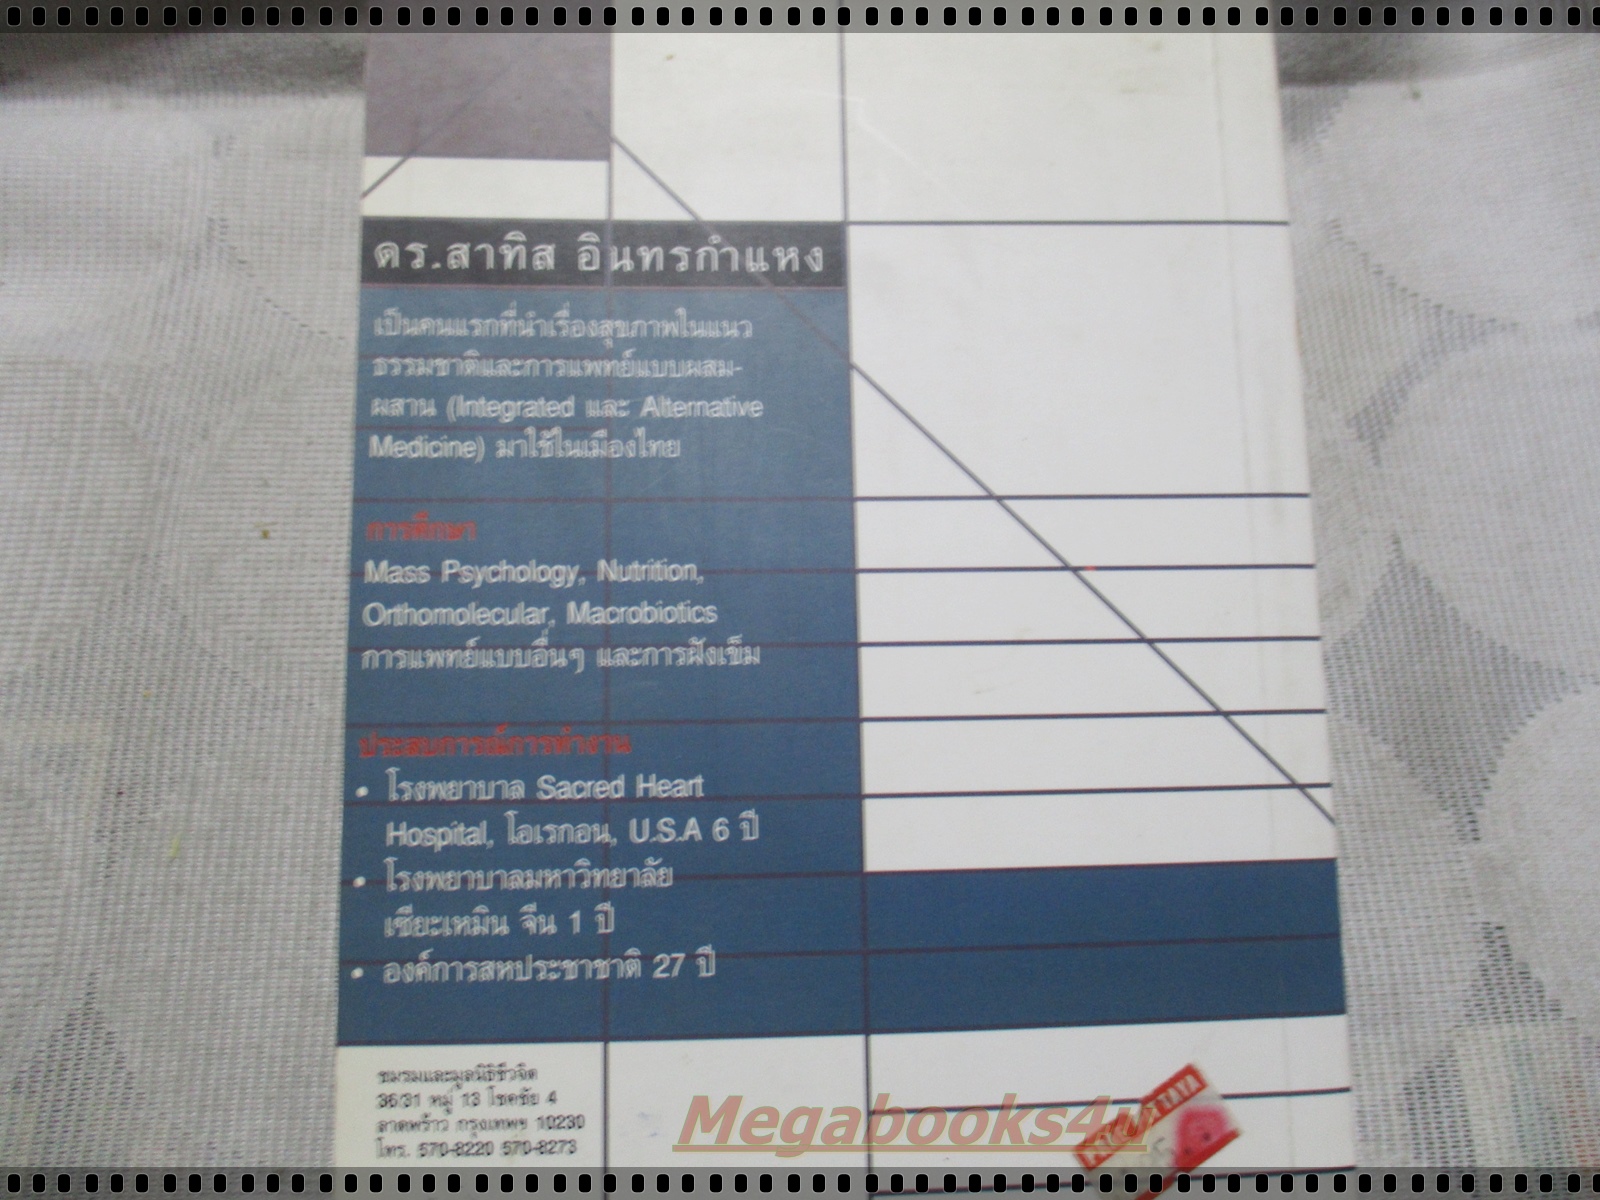 ดร.สาทิส อินทรกำแหง
เป็นคนแรกที่นำเรื่องสุขภาพในแนว
ธรรมชาติและการแพทย์แบบผสม-
ผสาน (Integrated และ Alternative
Medicine) มาใช้ในเมืองไทย
การศึกษา
Mass Psychology, Nutrition,
Orthomolecular, Macrobiotics
การแพทย์แบบอื่นๆ และการฝังเข็ม
ประสบการณ์การทำงาน
• โรงพยาบาล Sacred Heart
Hospital, โอเรกอน, U.S.A 6 ปี
• โรงพยาบาลมหาวิทยาลัย
เซียะเหมิน จีน 1 ปี
• องค์การสหประชาชาติ 27 ปี
ชมรมและมูลนิธิชีวจิต
36/31 หมู่ 13 โชคชัย 4
ลาดพร้าว กรุงเทพฯ 10230
โทร. 570-8220 570-8273
Megabooks4u